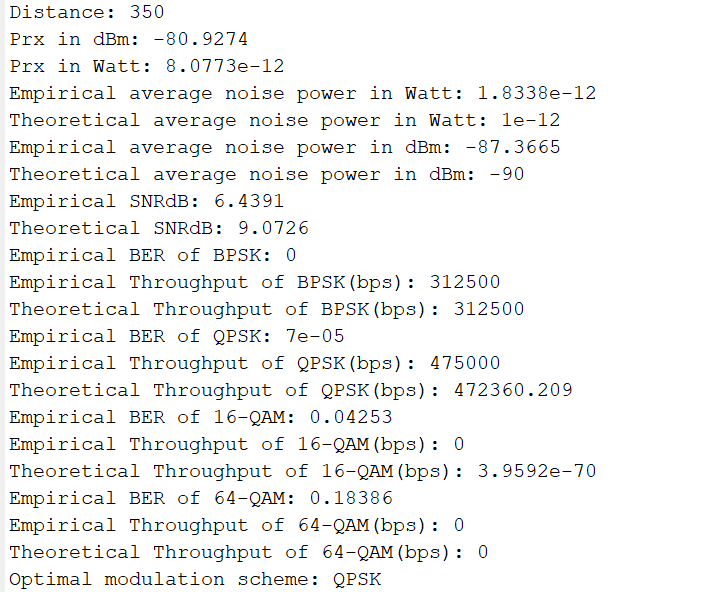 Distance: 350
Prx in dBm: -80.9274
Prx in Watt: 8.0773e-12
Empirical average noise power in Watt: 1.8338e-12
Theoretical average noise power in Watt: 1e-12
Empirical average noise power in dBm: -87.3665
Theoretical average noise power in dBm: -90
Empirical SNRdB: 6.4391
Theoretical SNRdB: 9.0726
Empirical BER of BPSK: 0
Empirical Throughput of BPSK(bps): 312500
Theoretical Throughput of BPSK(bps): 312500
Empirical BER of QPSK: 7e-05
Empirical Throughput of QPSK(bps): 475000
Theoretical Throughput of QPSK(bps): 472360.209
Empirical BER of 16-QAM: 0.04253
Empirical Throughput of 16-QAM(bps): 0
Theoretical Throughput of 16-QAM(bps): 3.9592e-70
Empirical BER of 64-QAM: 0.18386
Empirical Throughput of 64-QAM(bps): 0
Theoretical Throughput of 64-QAM(bps): 0
Optimal modulation scheme: QPSK